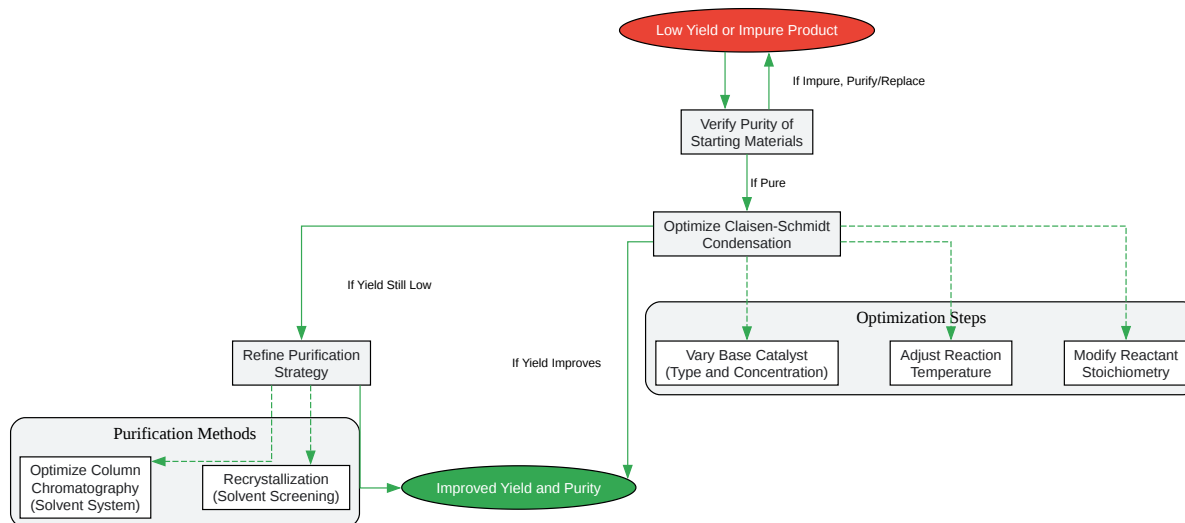 Low Yield or Impure Product
If Impure, Purify/Replace
Verify Purity of
Starting Materials
If Pure
Optimize Claisen-Schmidt
Condensation
If Yield Still Low
Optimization Steps
Refine Purification
Strategy
If Yield Improves
Vary Base Catalyst
(Type and Concentration)
Adjust Reaction
Temperature
Modify Reactant
Stoichiometry
Purification Methods
Optimize Column
Chromatography
(Solvent System)
Recrystallization
(Solvent Screening)
Improved Yield and Purity